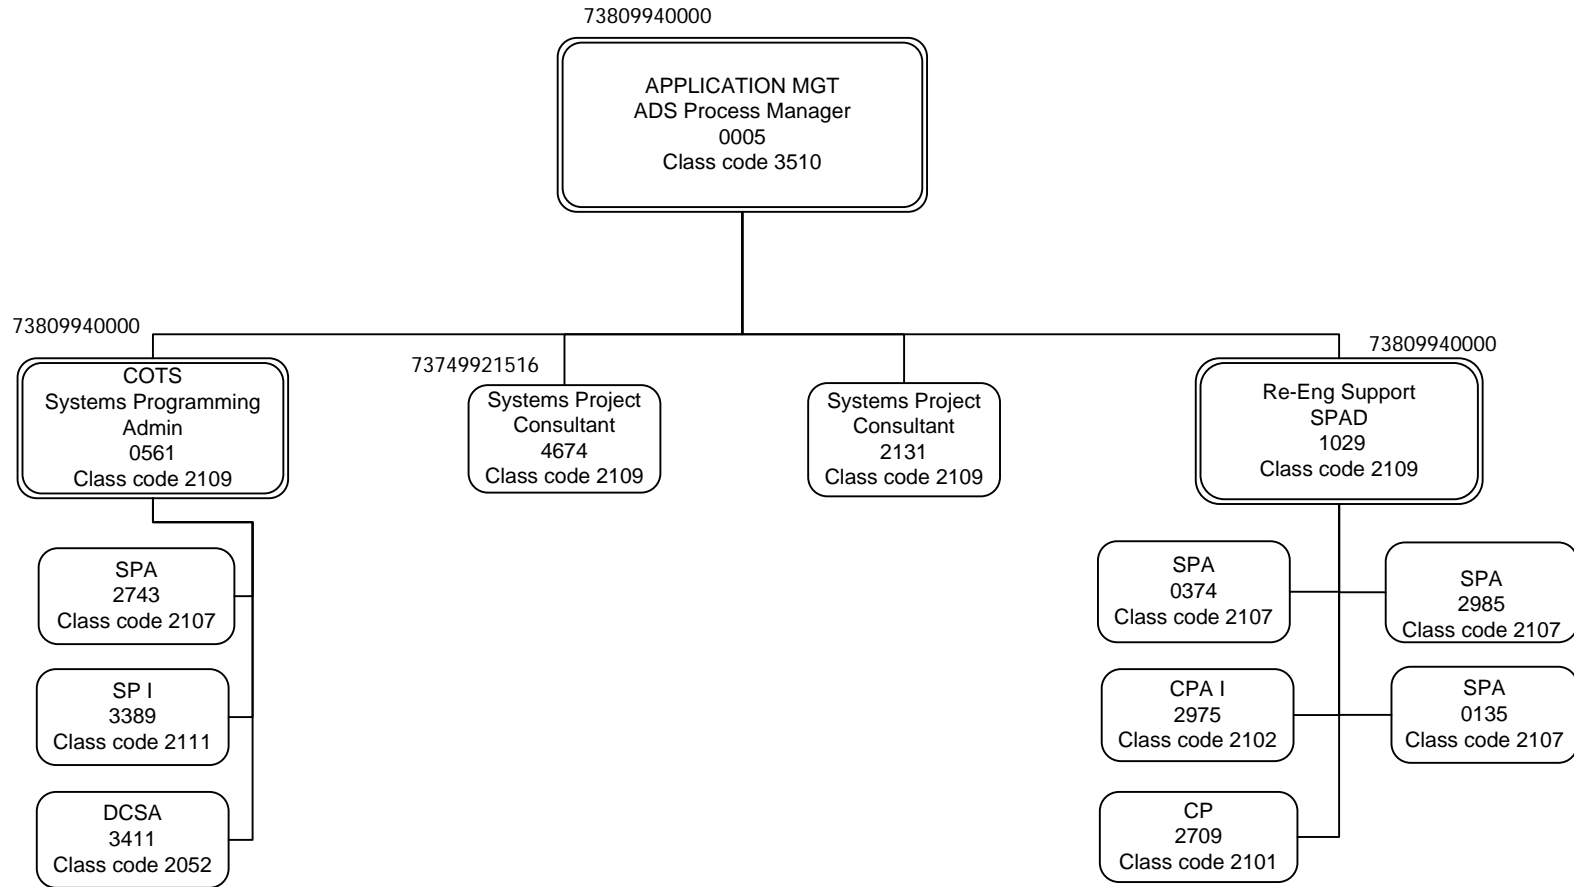 73809940000
APPLICATION MGT
ADS Process Manager
0005
Class code 3510
73809940000
COTS
Systems Programming
Admin
0561
Class code 2109
73749921516
Systems Project
Consultant
4674
Class code 2109
Systems Project
Consultant
2131
Class code 2109
73809940000
Re-Eng Support
SPAD
1029
Class code 2109
SPA
2743
Class code 2107
SP I
3389
Class code 2111
DCSA
3411
Class code 2052
SPA
0374
Class code 2107
SPA
2985
Class code 2107
CPA I
2975
Class code 2102
SPA
0135
Class code 2107
CP
2709
Class code 2101